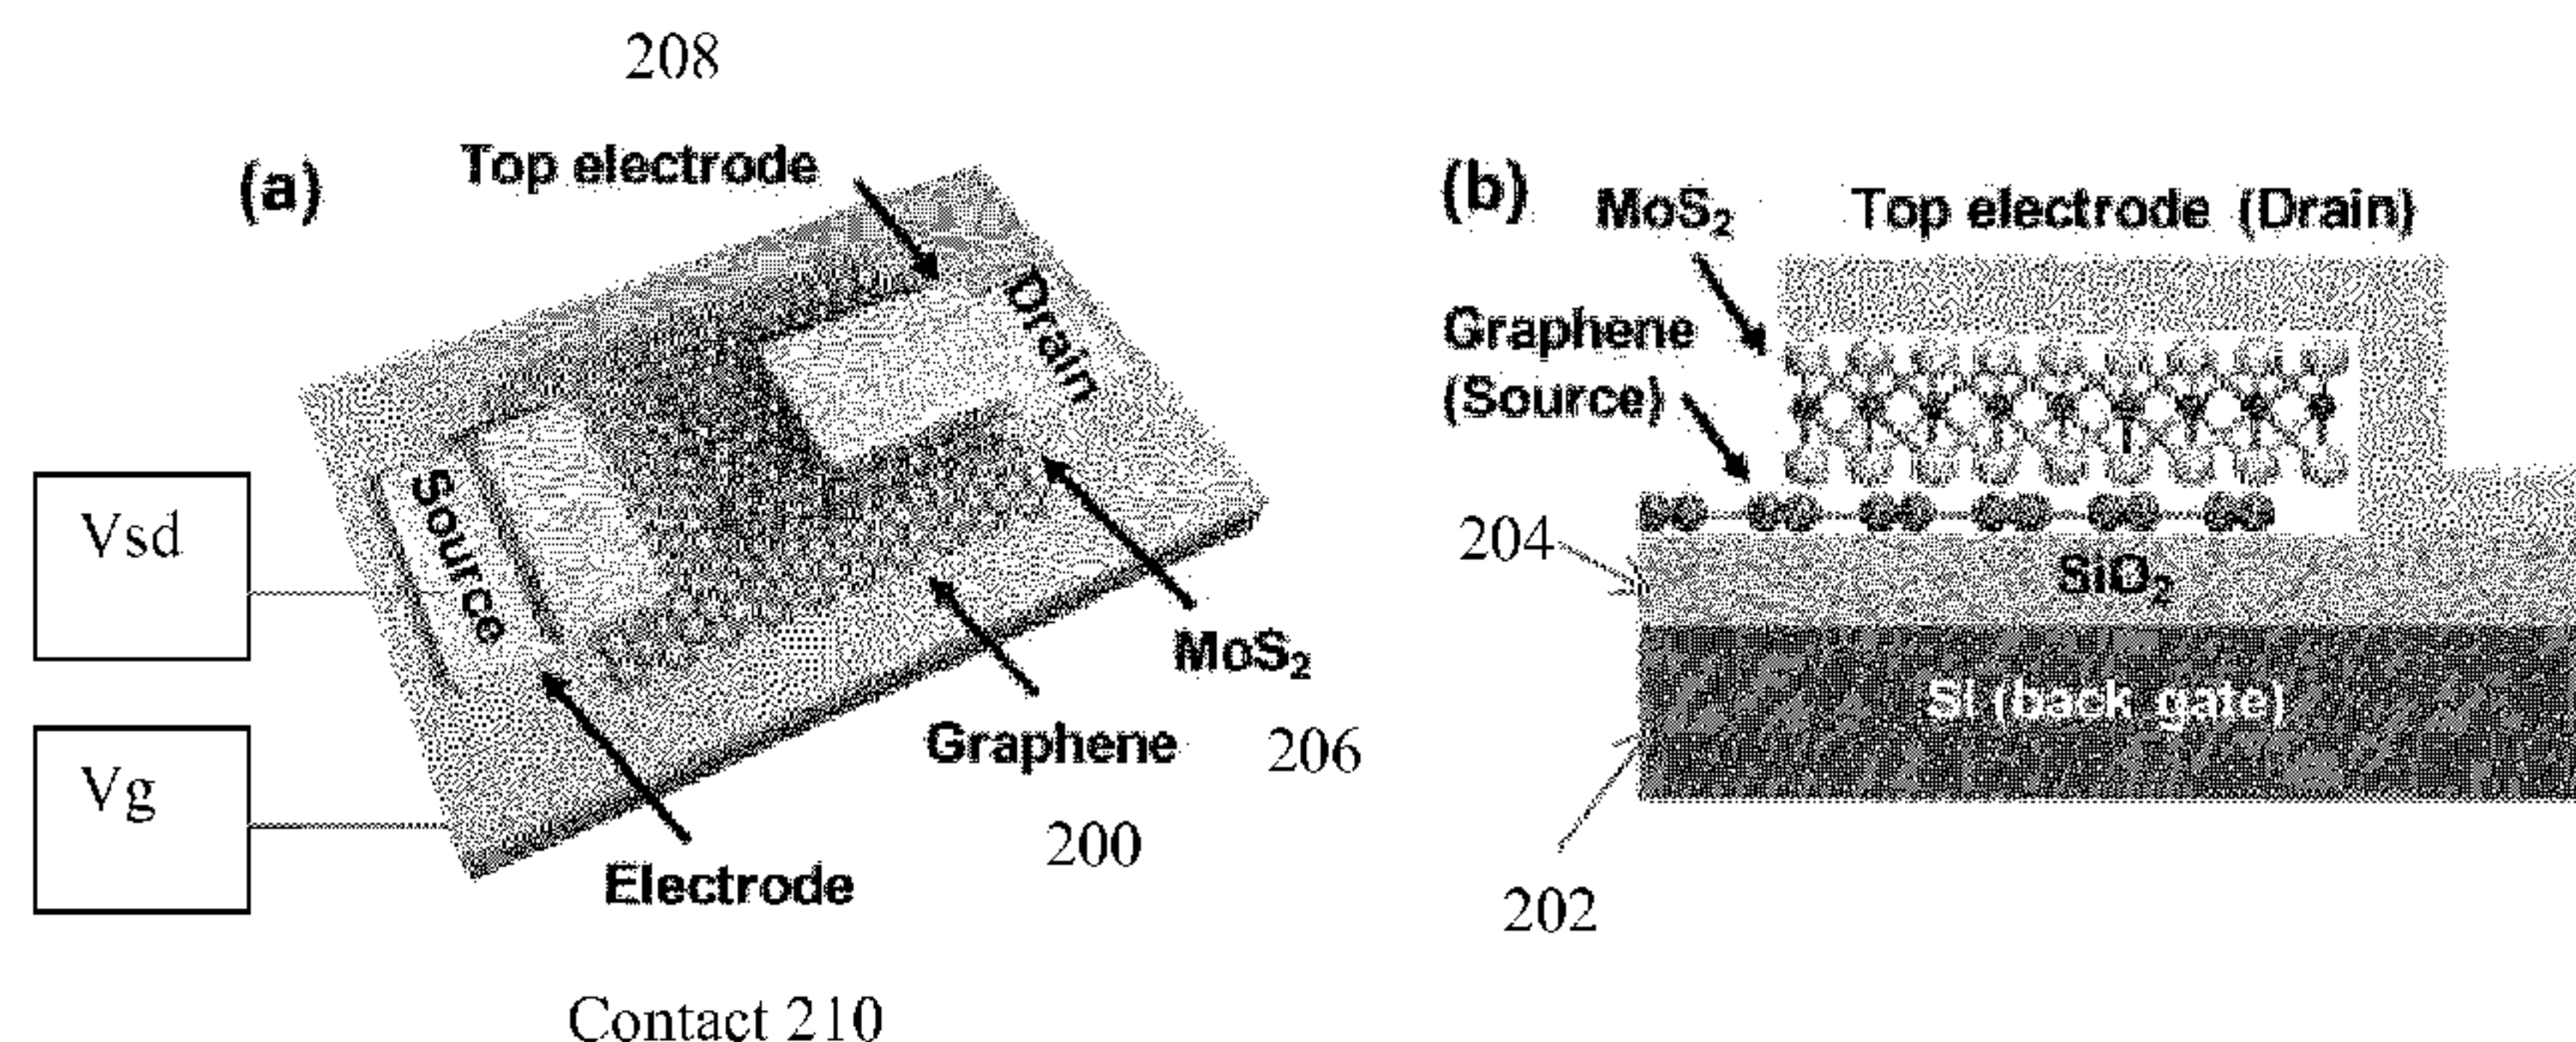 208
(a)
Top electrode
Drain
Source
Vsd
Vg
MoS₂
206
Graphene
200
Electrode
Contact 210
(b)
MoS₂
Top electrode (Drain)
Graphene
(Source)
204
SiO₂
Si (back gate)
202